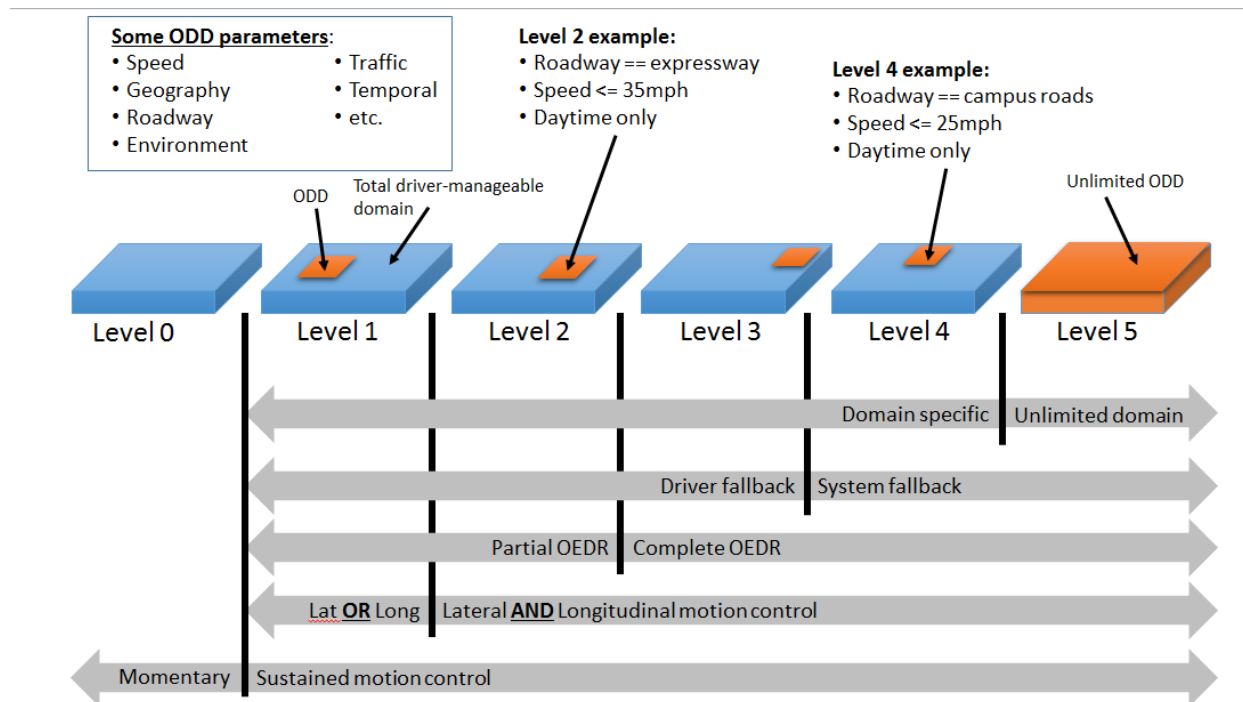 Some ODD parameters:
• Speed
• Geography
• Roadway
• Environment
• Traffic
• Temporal
• etc.
Level 2 example:
• Roadway == expressway
• Speed <= 35mph
• Daytime only
Level 4 example:
• Roadway == campus roads
• Speed <= 25mph
• Daytime only
ODD
Total driver-manageable
domain
Unlimited ODD
Level 0
Level 1
Level 2
Level 3
Level 4
Level 5
Domain specific
Unlimited domain
Driver fallback
System fallback
Partial OEDR
Complete OEDR
Lat OR Long
Lateral AND Longitudinal motion control
Momentary
Sustained motion control